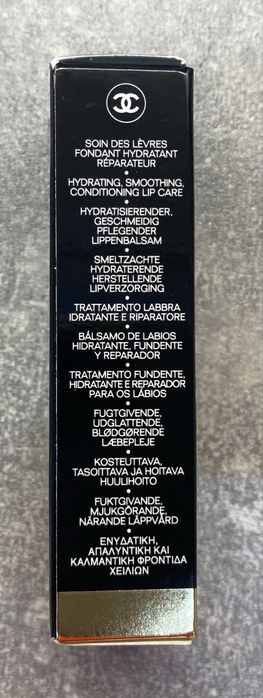 SOIN DES LÈVRES
FONDANT HYDRATANT
RÉPARATEUR
•
HYDRATING, SMOOTHING,
CONDITIONING LIP CARE
•
HYDRATISIERENDER,
GESCHMEIDIG
PFLEGENDER
LIPPENBALSAM
•
SMELTZACHTE
HYDRATERENDE
HERSTELLENDE
LIPVERZORGING
•
TRATTAMENTO LABBRA
IDRATANTE E RIPARATORE
•
BÁLSAMO DE LABIOS
HIDRATANTE, FUNDENTE
Y REPARADOR
•
TRATAMENTO FUNDENTE,
HIDRATANTE E REPARADOR
PARA OS LÁBIOS
•
FUGTGIVENDE,
UDGLATTENDE,
BLØDGØRENDE
LÆBEPLEJE
•
KOSTEUTTAVA,
TASOITTAVA JA HOITAVA
HUULIHOITO
•
FUKTGIVANDE,
MJUKGÖRANDE,
NÄRANDE LÄPPVÅRD
•
ΕΝΥΔΑΤΙΚΗ,
ΑΠΑΛΥΝΤΙΚΗ ΚΑΙ
ΚΑΛΜΑΝΤΙΚΗ ΦΡΟΝΤΙΔΑ
ΧΕΙΛΙΩΝ